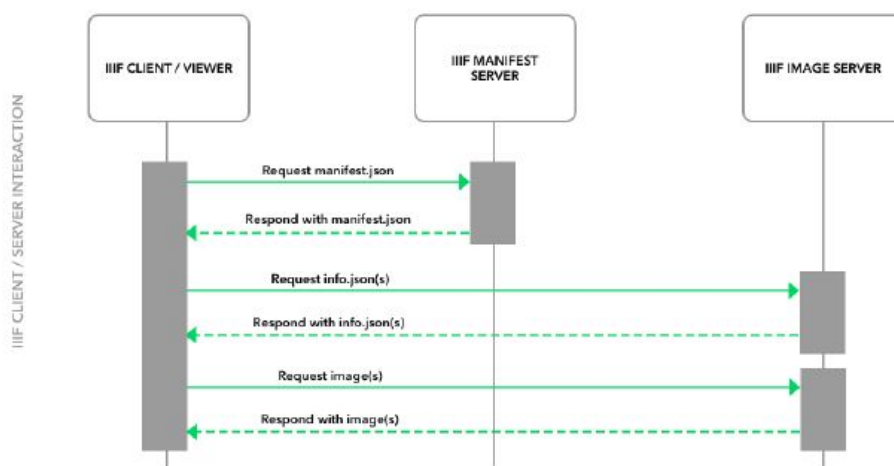 IIIF CLIENT / SERVER INTERACTION
IIIF CLIENT / VIEWER
IIIF MANIFEST
SERVER
IIIF IMAGE SERVER
Request manifest.json
Respond with manifest.json
Request info.json(s)
Respond with info.json(s)
Request image(s)
Respond with image(s)